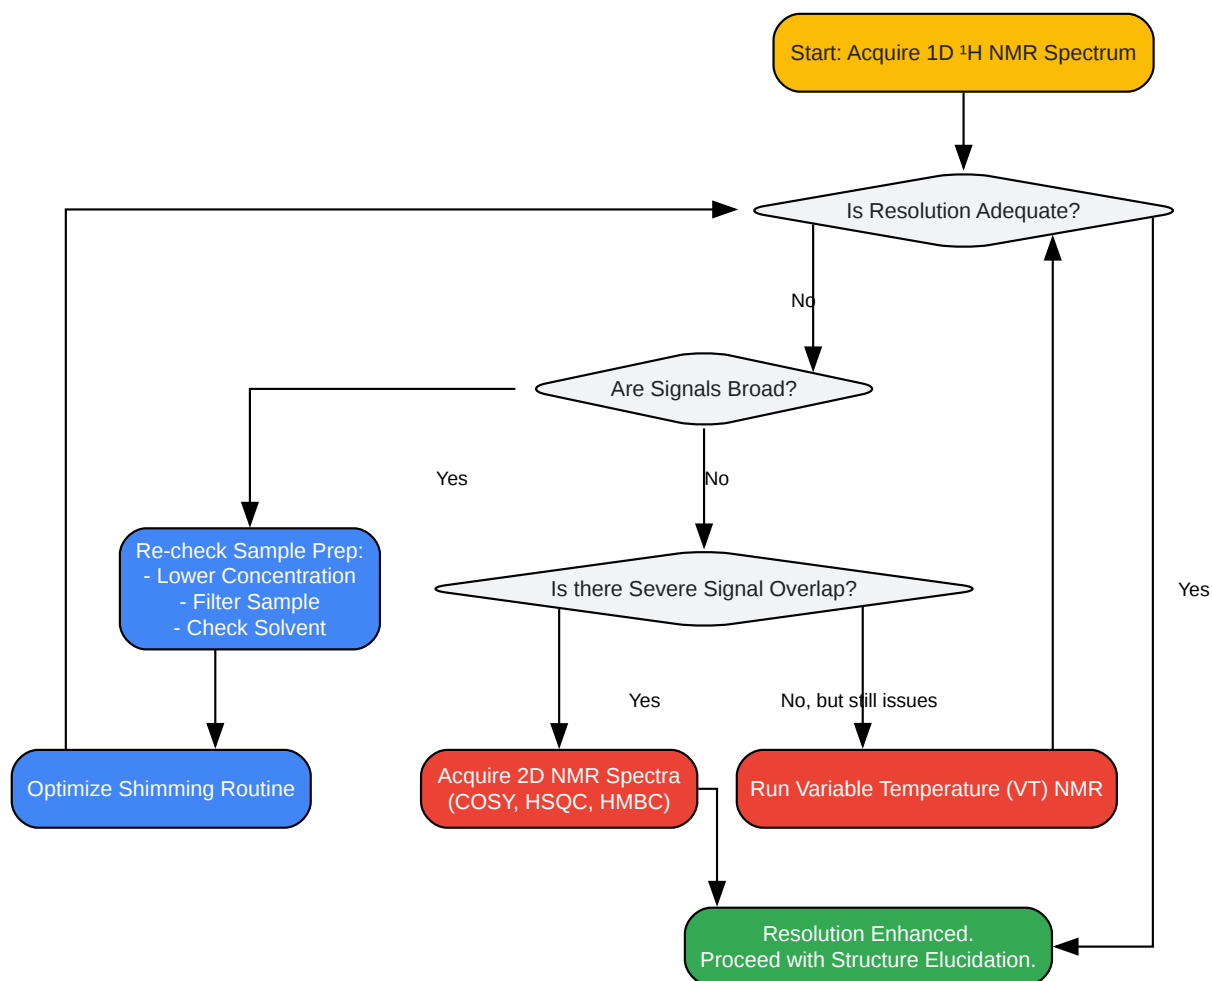 Start: Acquire 1D ¹H NMR Spectrum
Is Resolution Adequate?
No
Are Signals Broad?
Yes
No
Re-check Sample Prep:
- Lower Concentration
- Filter Sample
- Check Solvent
Is there Severe Signal Overlap?
Yes
Yes
No, but still issues
Optimize Shimming Routine
Acquire 2D NMR Spectra
(COSY, HSQC, HMBC)
Run Variable Temperature (VT) NMR
Resolution Enhanced.
Proceed with Structure Elucidation.